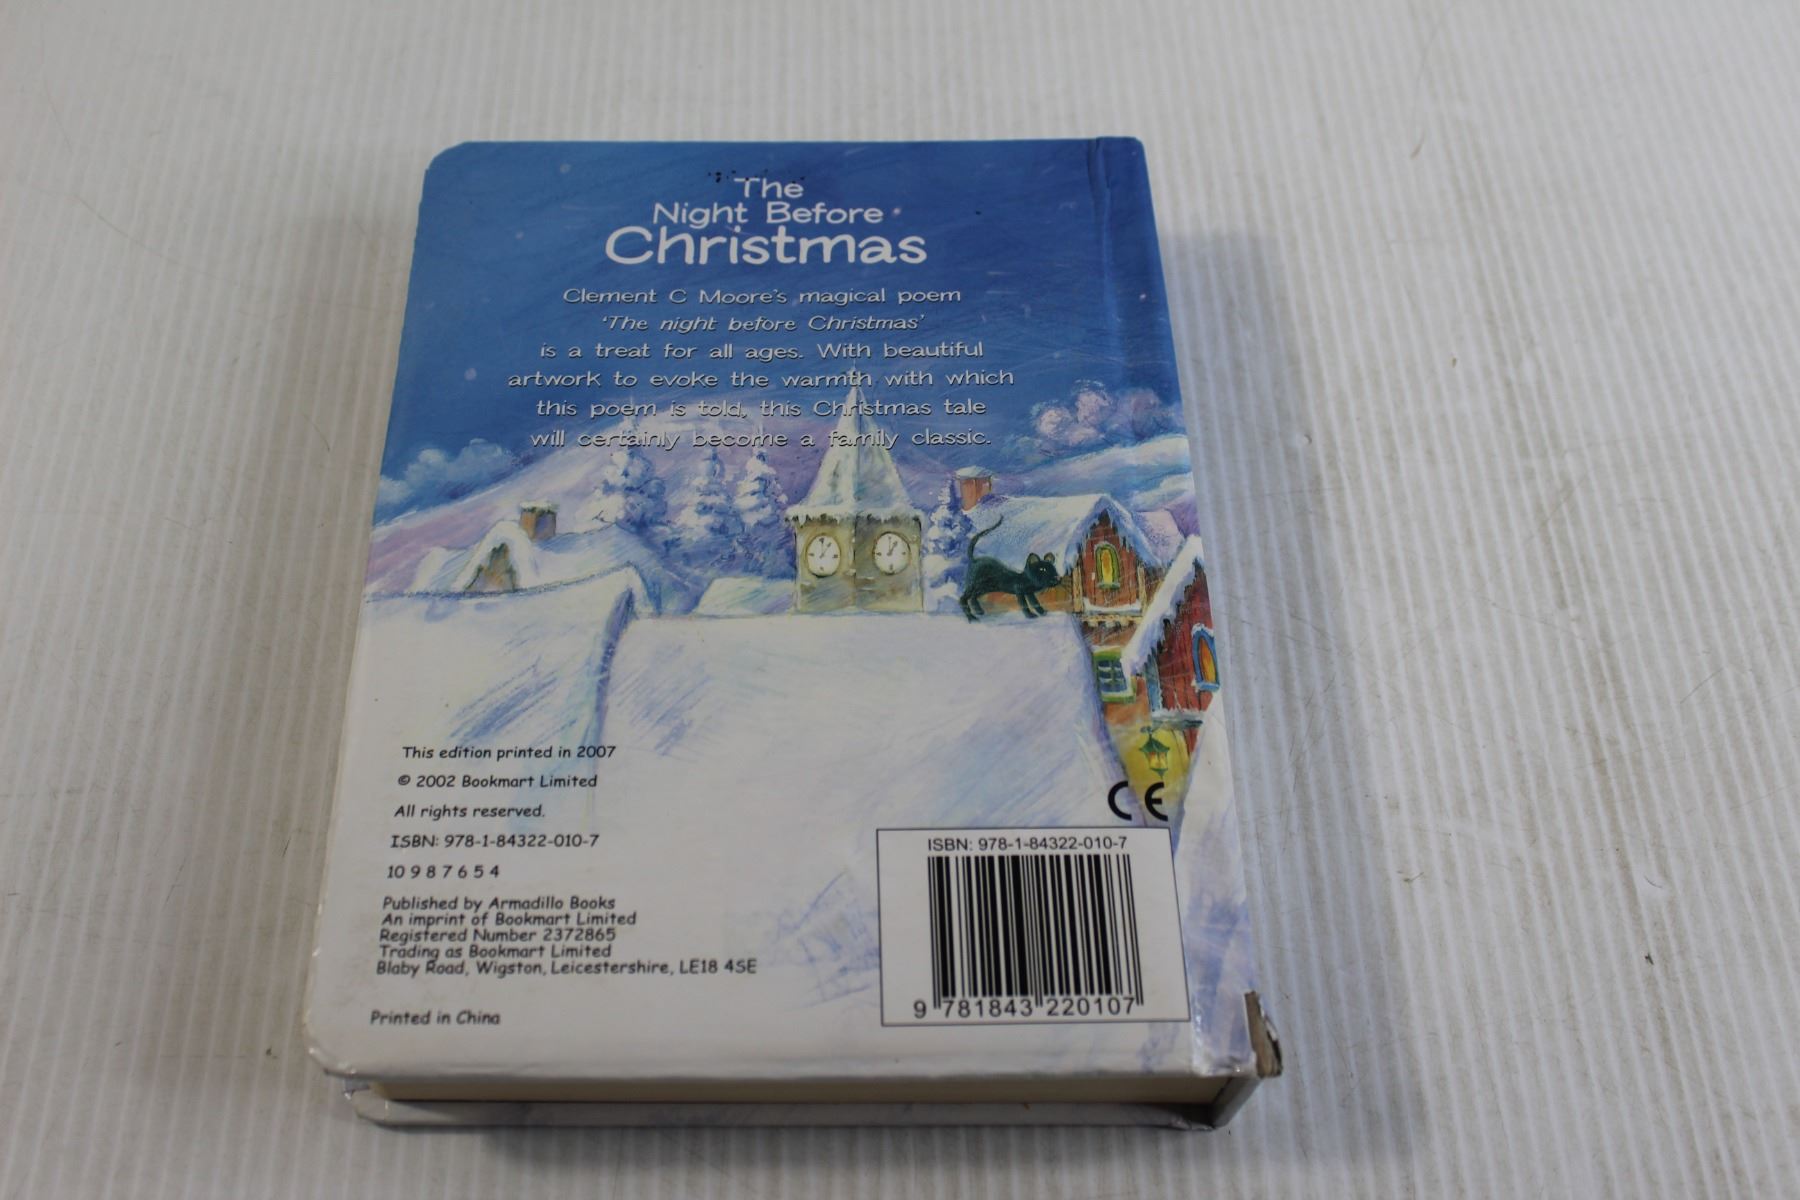 The
Night Before
Christmas
Clement C Moore's magical poem
'The night before Christmas'
is a treat for all ages. With beautiful
artwork to evoke the warmth with which
this poem is told, this Christmas tale
will certainly become a family classic.
This edition printed in 2007
© 2002 Bookmart Limited
All rights reserved.
ISBN: 978-1-84322-010-7
10 9 8 7 6 5 4
Published by Armadillo Books
An imprint of Bookmart Limited
Registered Number 2372865
Trading as Bookmart Limited
Blaby Road, Wigston, Leicestershire, LE18 4SE
Printed in China
CE
ISBN: 978-1-84322-010-7
9 781843 220107